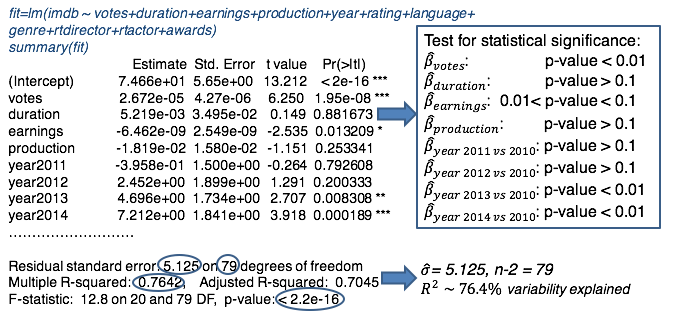 fit=lm(imdb ~ votes+duration+earnings+production+year+rating+language+
genre+rtdirector+rtactor+awards)
summary(fit)
Estimate Std. Error t value Pr(>ltl)
(Intercept) 7.466e+01 5.65e+00 13.212 <2e-16 ***
votes 2.672e-05 4.27e-06 6.250 1.95e-08 ***
duration 5.219e-03 3.495e-02 0.149 0.881673
earnings -6.462e-09 2.549e-09 -2.535 0.013209 *
production -1.819e-02 1.580e-02 -1.151 0.253341
year2011 -3.958e-01 1.500e+00 -0.264 0.792608
year2012 2.452e+00 1.899e+00 1.291 0.200333
year2013 4.696e+00 1.734e+00 2.707 0.008308 **
year2014 7.212e+00 1.841e+00 3.918 0.000189 ***
...........................
Residual standard error: 5.125 on 79 degrees of freedom
Multiple R-squared: 0.7642, Adjusted R-squared: 0.7045
F-statistic: 12.8 on 20 and 79 DF, p-value: < 2.2e-16
Test for statistical significance:
β̂votes: p-value < 0.01
β̂duration: p-value > 0.1
β̂earnings: 0.01< p-value < 0.1
β̂production: p-value > 0.1
β̂year 2011 vs 2010: p-value > 0.1
β̂year 2012 vs 2010: p-value > 0.1
β̂year 2013 vs 2010: p-value < 0.01
β̂year 2014 vs 2010: p-value < 0.01
σ̂= 5.125, n-2 = 79
R² ~ 76.4% variability explained